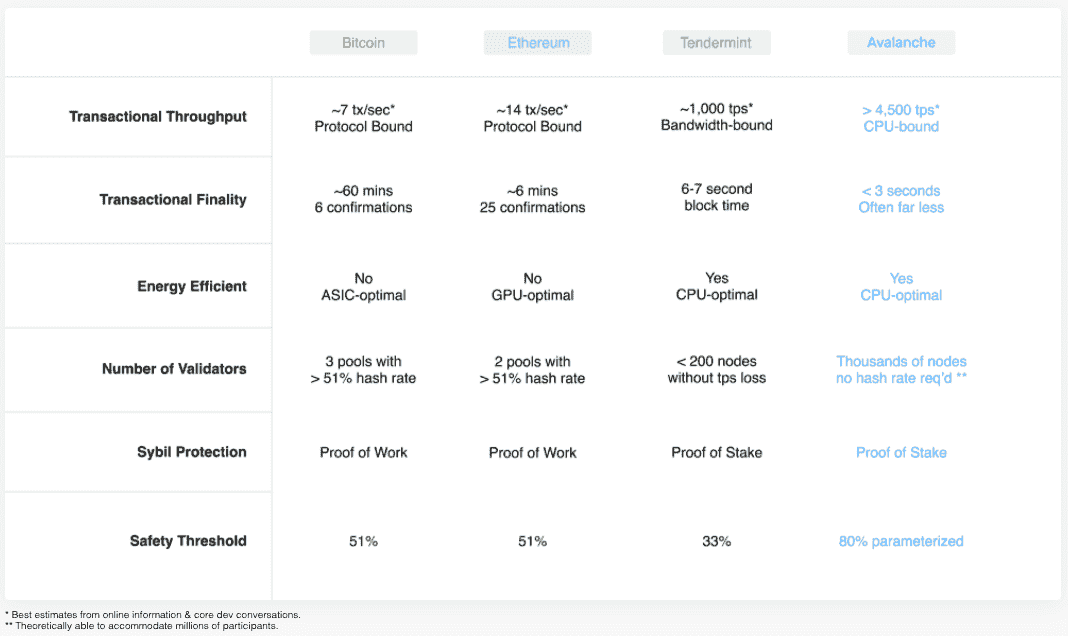 Bitcoin Ethereum Tendermint Avalanche
Transactional Throughput
~7 tx/sec*
Protocol Bound
~14 tx/sec*
Protocol Bound
~1,000 tps*
Bandwidth-bound
> 4,500 tps*
CPU-bound
Transactional Finality
~60 mins
6 confirmations
~6 mins
25 confirmations
6-7 second
block time
< 3 seconds
Often far less
Energy Efficient
No
ASIC-optimal
No
GPU-optimal
Yes
CPU-optimal
Yes
CPU-optimal
Number of Validators
3 pools with
> 51% hash rate
2 pools with
> 51% hash rate
< 200 nodes
without tps loss
Thousands of nodes
no hash rate req'd **
Sybil Protection
Proof of Work
Proof of Work
Proof of Stake
Proof of Stake
Safety Threshold
51%
51%
33%
80% parameterized
* Best estimates from online information & core dev conversations.
** Theoretically able to accommodate millions of participants.